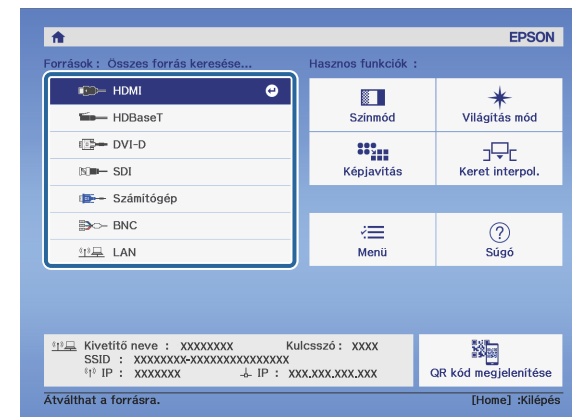 EPSON
Források : Összes forrás keresése...
Hasznos funkciók :
HDMI
HDBaseT
DVI-D
SDI
Számítógép
BNC
LAN
Színmód
Világítás mód
Képjavítás
Keret interpol.
Menü
Súgó
Kivetítő neve : XXXXXXXX Kulcsszó : XXXX
SSID : XXXXXXXX-XXXXXXXXXXXXXXX
IP : XXXXXXX IP : XXX.XXX.XXX.XXX
QR kód megjelenítése
Átválthat a forrásra. [Home] :Kilépés